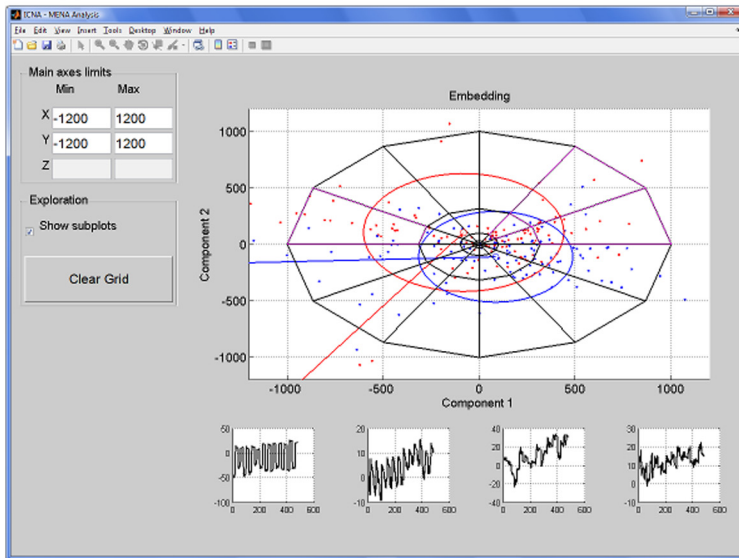 ICNA - MENA Analysis
File Edit View Insert Tools Desktop Window Help
Main axes limits
Min Max
X -1200 1200
Y -1200 1200
Z
Exploration
Show subplots
Clear Grid
Embedding
Component 2
1000
500
0
-500
-1000
-1000 -500 0 500 1000
Component 1
50
0
-50
-100
0 200 400 600
20
10
0
-10
0 200 400 600
40
20
0
-20
-40
0 200 400 600
30
20
10
0
-10
0 200 400 600